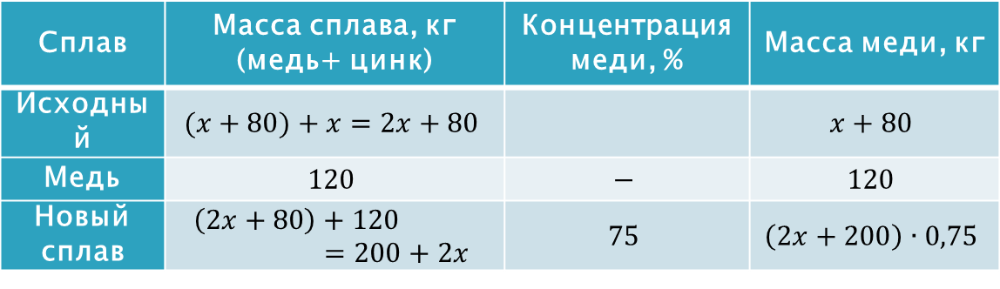 Сплав
Масса сплава, кг
(медь+ цинк)
Концентрация
меди, %
Масса меди, кг
Исходны
й
(x + 80) + x = 2x + 80
x + 80
Медь
120
−
120
Новый
сплав
(2x + 80) + 120
= 200 + 2x
75
(2x + 200) · 0,75